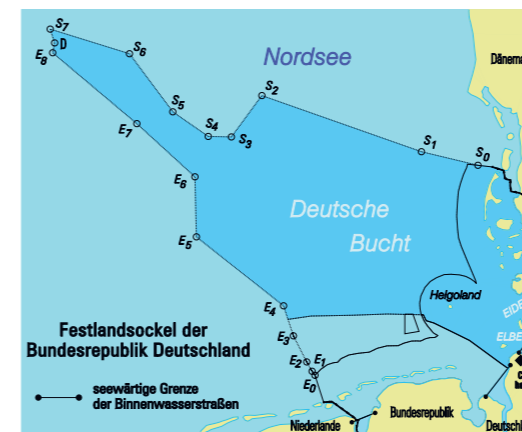 S7
D
E8
S6
Nordsee
Dänema
S5
S2
E7
S4
S3
S1
S0
E6
Deutsche
Bucht
E5
Helgoland
E4
EIDE
ELBE
E3
Festlandsockel der
Bundesrepublik Deutschland
E2
E1
E0
seewärtige Grenze
der Binnenwasserstraßen
Niederlande
Bundesrepublik
Deutschl